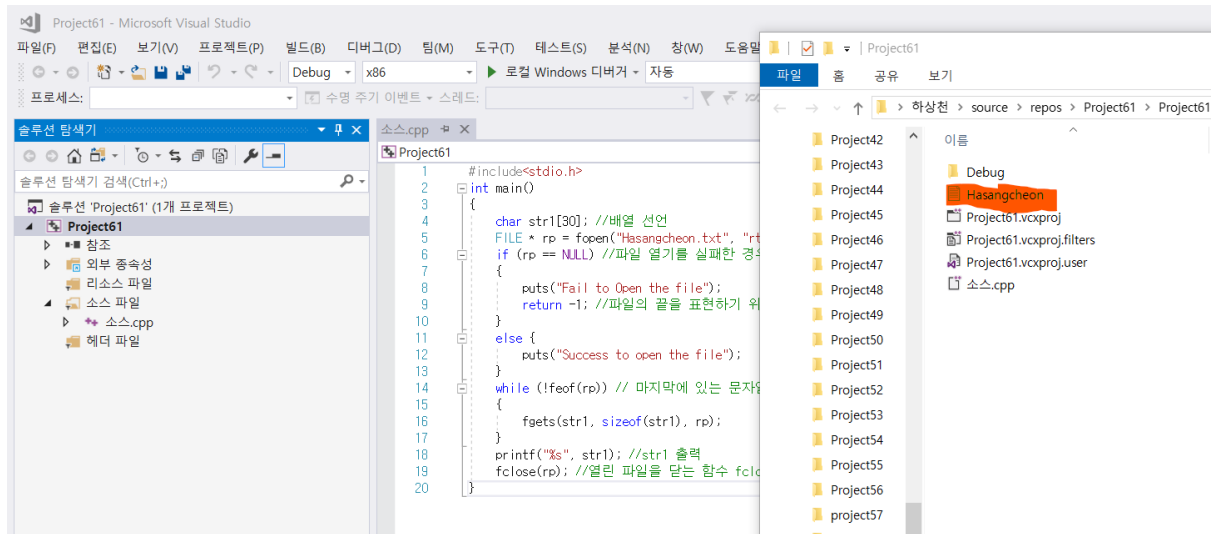 Project61 - Microsoft Visual Studio
파일(F) 편집(E) 보기(V) 프로젝트(P) 빌드(B) 디버그(D) 팀(M) 도구(T) 테스트(S) 분석(N) 창(W) 도움말
Debug x86 로컬 Windows 디버거 자동
프로세스: 수명 주기 이벤트 스레드:
솔루션 탐색기
솔루션 탐색기 검색(Ctrl+;)
솔루션 'Project61' (1개 프로젝트)
Project61
참조
외부 종속성
리소스 파일
소스 파일
소스.cpp
헤더 파일
소스.cpp
Project61
1 #include<stdio.h>
2 int main()
3 {
4 char str1[30]; //배열 선언
5 FILE * rp = fopen("Hasangcheon.txt", "rt
6 if (rp == NULL) //파일 열기를 실패한 경우
7 {
8 puts("Fail to Open the file");
9 return -1; //파일의 끝을 표현하기 위
10 }
11 else {
12 puts("Success to open the file");
13 }
14 while (!feof(rp)) // 마지막에 있는 문자열
15 {
16 fgets(str1, sizeof(str1), rp);
17 }
18 printf("%s", str1); //str1 출력
19 fclose(rp); //열린 파일을 닫는 함수 fclo
20 }
Project61
파일 홈 공유 보기
하상천 > source > repos > Project61 > Project61
Project42
Project43
Project44
Project45
Project46
Project47
Project48
Project49
Project50
Project51
Project52
Project53
Project54
Project55
Project56
project57
이름
Debug
Hasangcheon
Project61.vcxproj
Project61.vcxproj.filters
Project61.vcxproj.user
소스.cpp